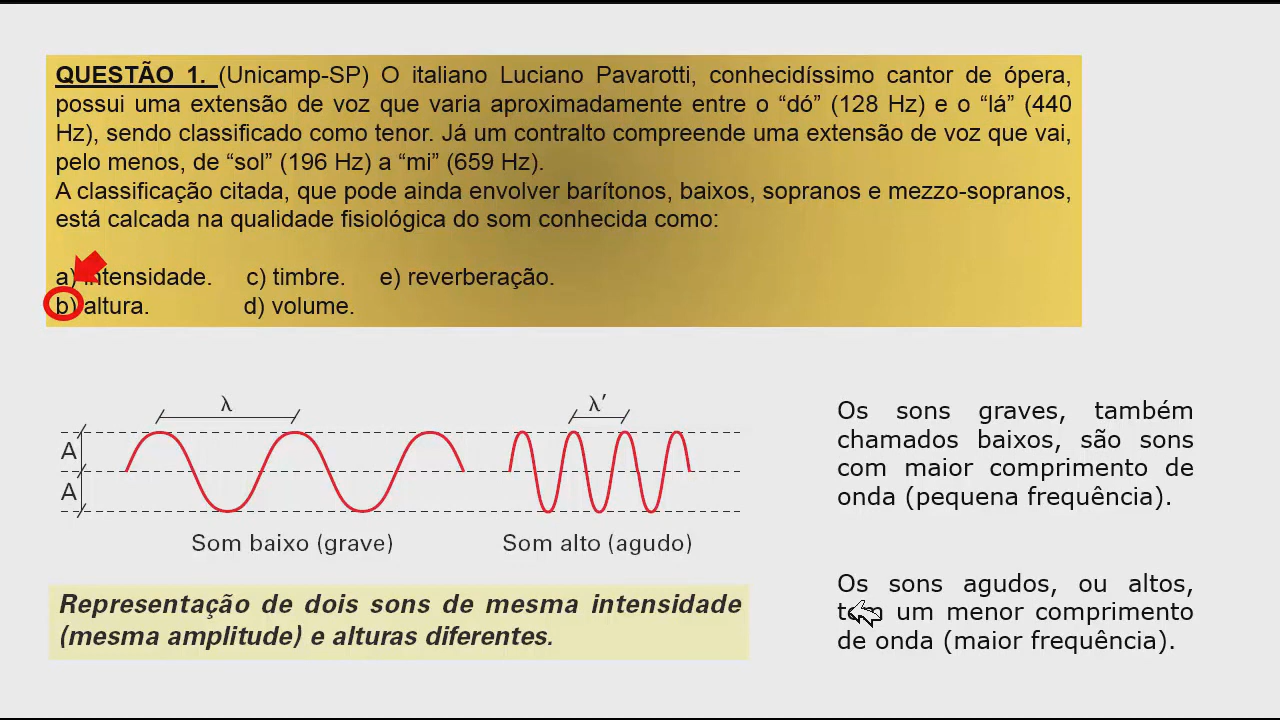 QUESTÃO 1. (Unicamp-SP) O italiano Luciano Pavarotti, conhecidíssimo cantor de ópera,
possui uma extensão de voz que varia aproximadamente entre o “dó” (128 Hz) e o “lá” (440
Hz), sendo classificado como tenor. Já um contralto compreende uma extensão de voz que vai,
pelo menos, de “sol” (196 Hz) a “mi” (659 Hz).
A classificação citada, que pode ainda envolver barítonos, baixos, sopranos e mezzo-sopranos,
está calcada na qualidade fisiológica do som conhecida como:
a) intensidade. c) timbre. e) reverberação.
b) altura. d) volume.
λ λ′
A
A
Som baixo (grave) Som alto (agudo)
Representação de dois sons de mesma intensidade
(mesma amplitude) e alturas diferentes.
Os sons graves, também
chamados baixos, são sons
com maior comprimento de
onda (pequena frequência).
Os sons agudos, ou altos,
tem um menor comprimento
de onda (maior frequência).